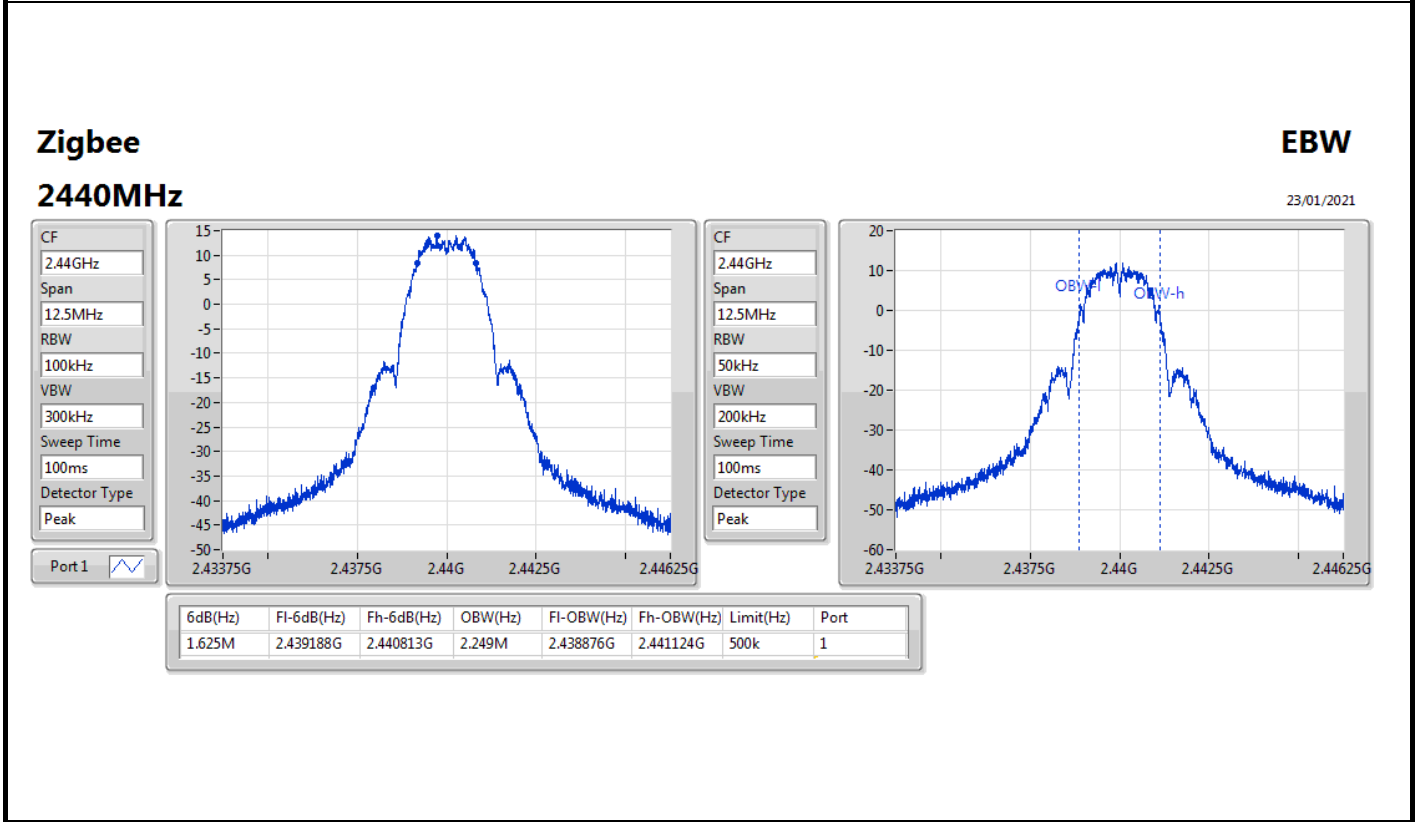 Zigbee
EBW
2440MHz
23/01/2021
CF
2.44GHz
Span
12.5MHz
RBW
100kHz
VBW
300kHz
Sweep Time
100ms
Detector Type
Peak
Port 1
15
10
5
0
-5
-10
-15
-20
-25
-30
-35
-40
-45
-50
2.43375G 2.4375G 2.44G 2.4425G 2.44625G
CF
2.44GHz
Span
12.5MHz
RBW
50kHz
VBW
200kHz
Sweep Time
100ms
Detector Type
Peak
20
10
0
-10
-20
-30
-40
-50
-60
OBW-l
OBW-h
2.43375G 2.4375G 2.44G 2.4425G 2.44625G
6dB(Hz) Fl-6dB(Hz) Fh-6dB(Hz) OBW(Hz) Fl-OBW(Hz) Fh-OBW(Hz) Limit(Hz) Port
1.625M 2.439188G 2.440813G 2.249M 2.438876G 2.441124G 500k 1